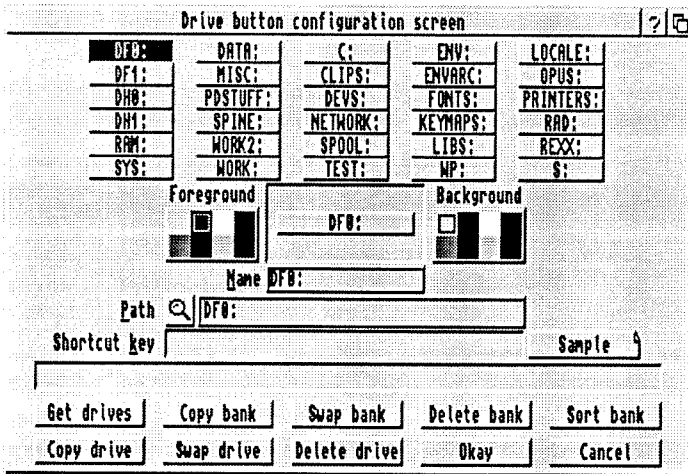 Drive button configuration screen ?
DF0: DATA: C: ENV: LOCALE:
DF1: MISC: CLIPS: ENVARC: OPUS:
DH0: PDSTUFF: DEVS: FONTS: PRINTERS:
DH1: SPINE: NETWORK: KEYMAPS: RAD:
RAM: WORK2: SPOOL: LIBS: REXX:
SYS: WORK: TEST: WP: S:
Foreground Background
DF0:
Name DF0:
Path DF0:
Shortcut key Sample
Get drives Copy bank Swap bank Delete bank Sort bank
Copy drive Swap drive Delete drive Okay Cancel